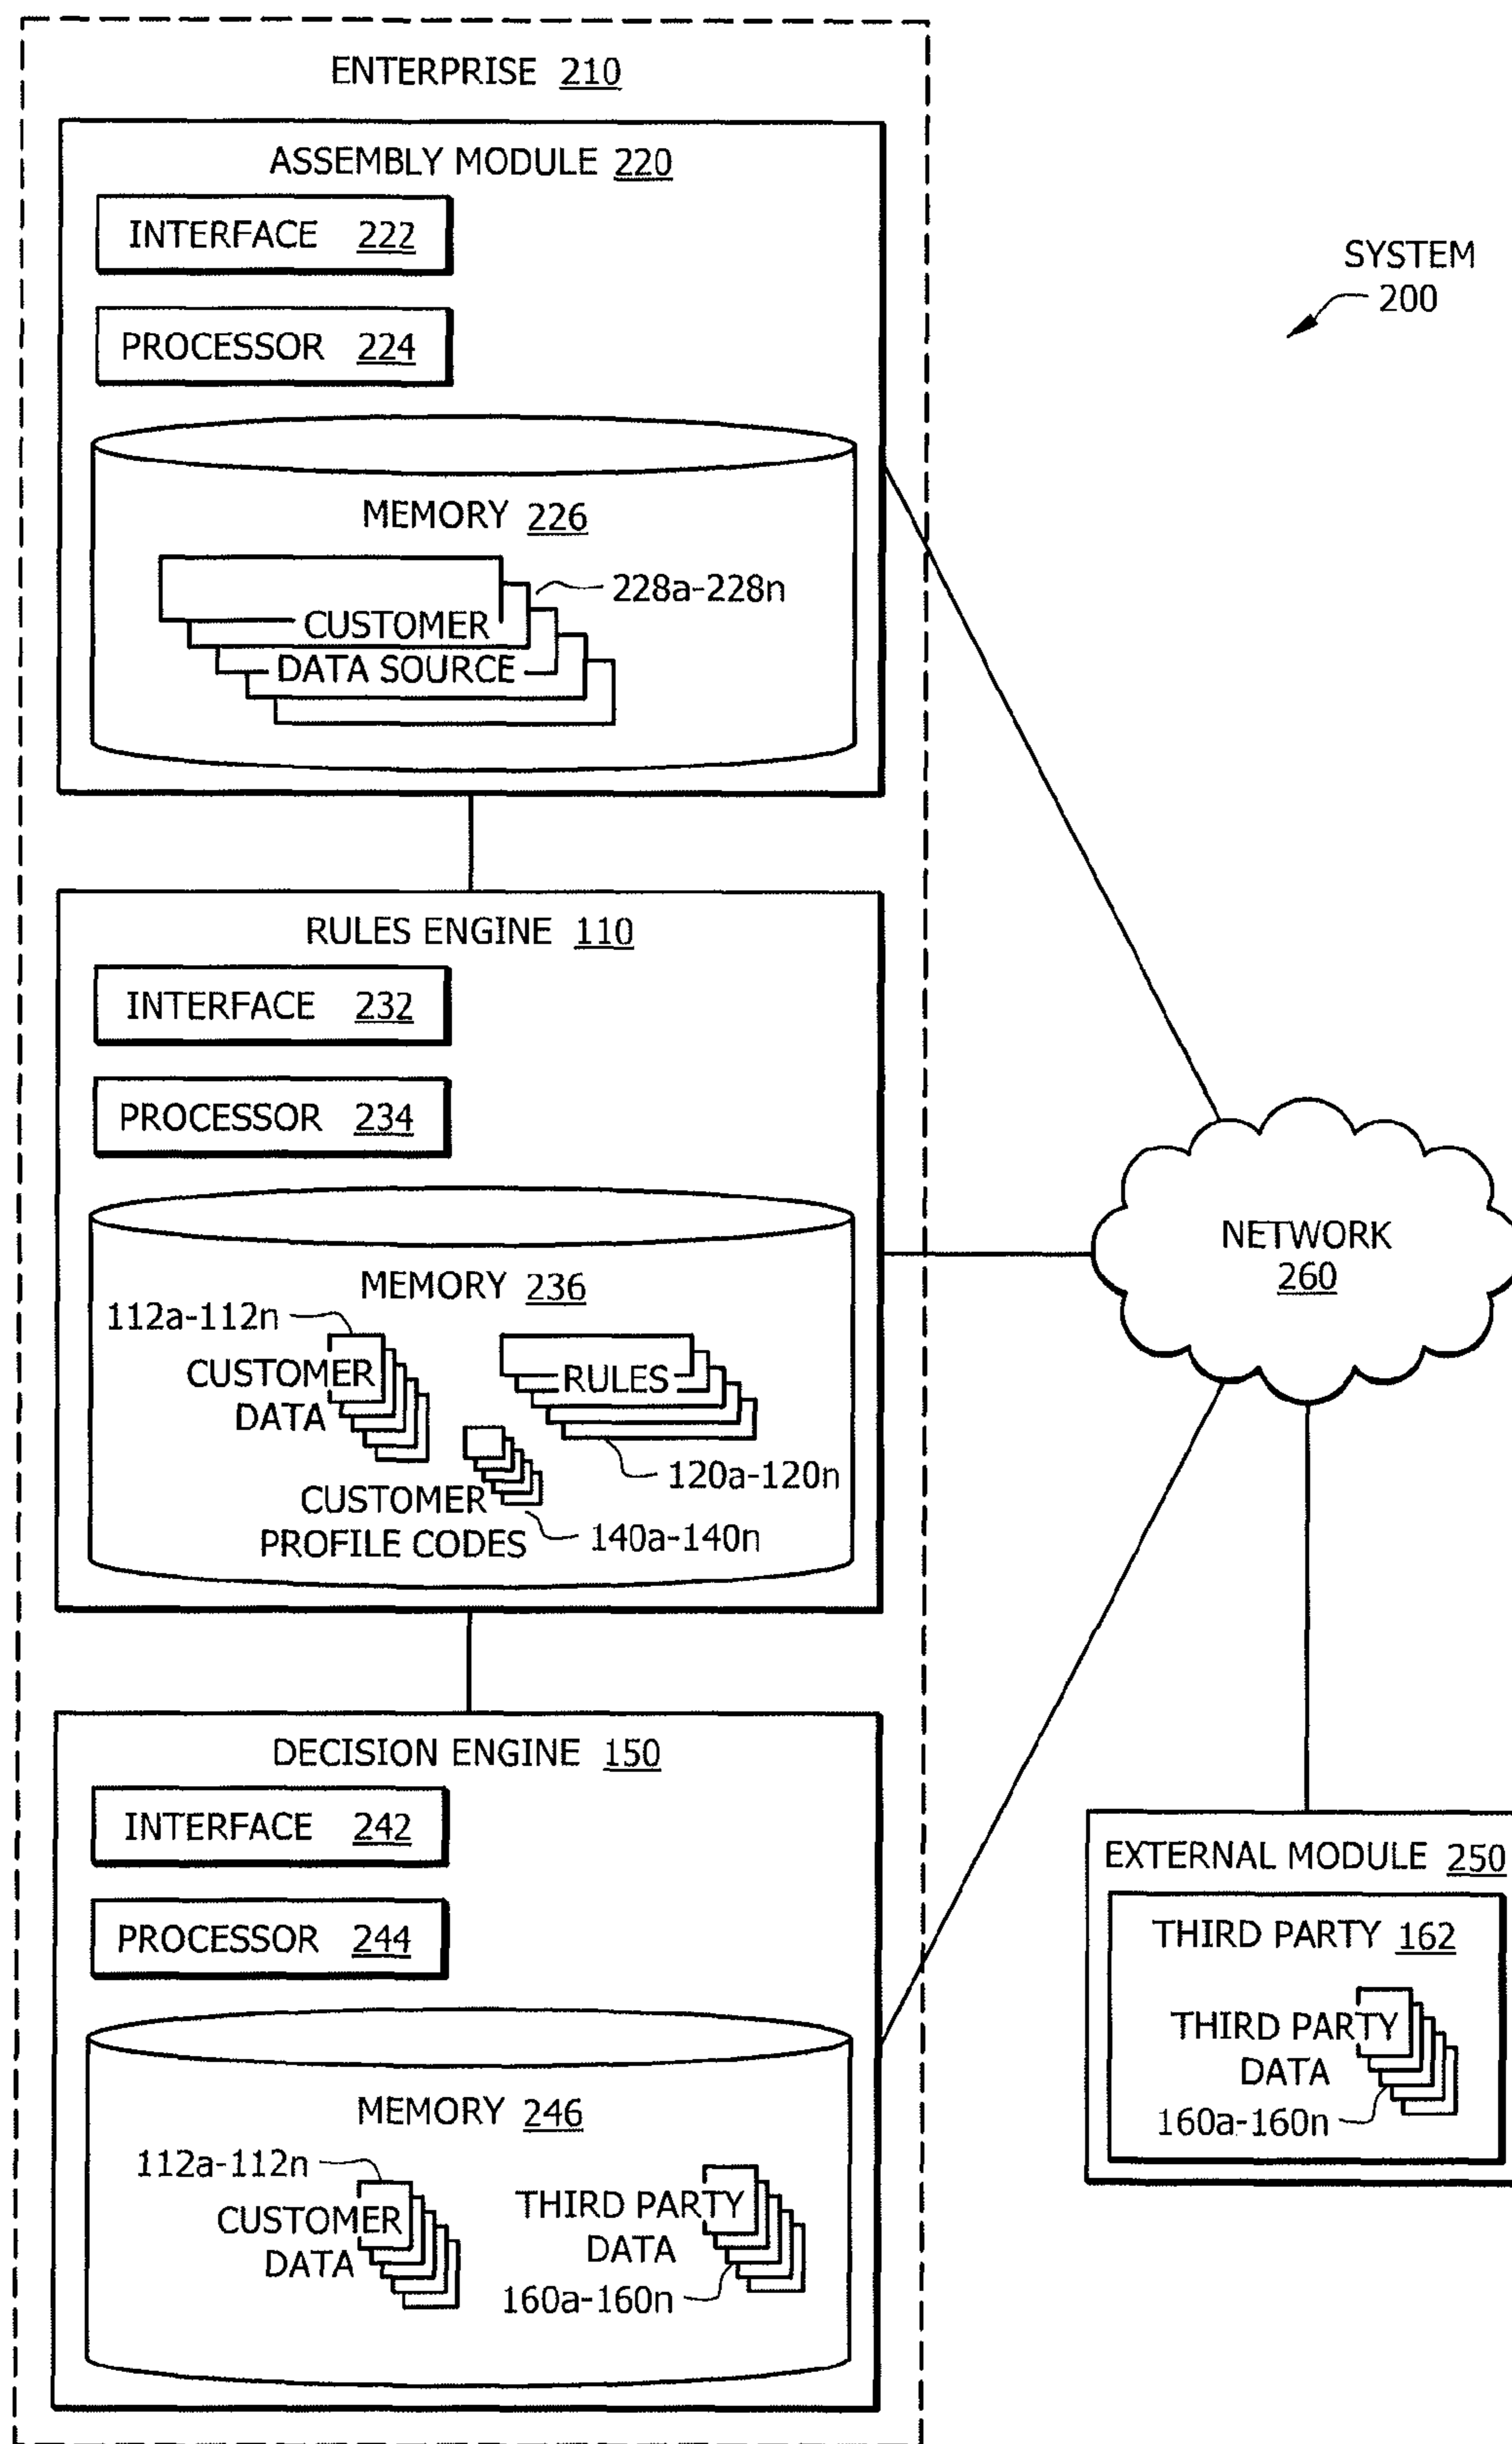 ENTERPRISE 210
ASSEMBLY MODULE 220
INTERFACE 222
PROCESSOR 224
MEMORY 226
228a-228n
CUSTOMER
DATA SOURCE
SYSTEM
200
RULES ENGINE 110
INTERFACE 232
PROCESSOR 234
MEMORY 236
112a-112n
CUSTOMER
DATA
RULES
120a-120n
CUSTOMER
PROFILE CODES
140a-140n
NETWORK
260
DECISION ENGINE 150
INTERFACE 242
PROCESSOR 244
MEMORY 246
112a-112n
CUSTOMER
DATA
THIRD PARTY
DATA
160a-160n
EXTERNAL MODULE 250
THIRD PARTY 162
THIRD PARTY
DATA
160a-160n